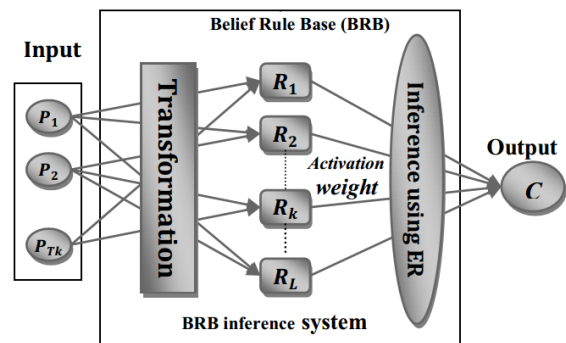 Belief Rule Base (BRB)
Input
P1
P2
PTk
Transformation
R1
R2
Rk
RL
Activation
weight
Inference using ER
Output
C
BRB inference system